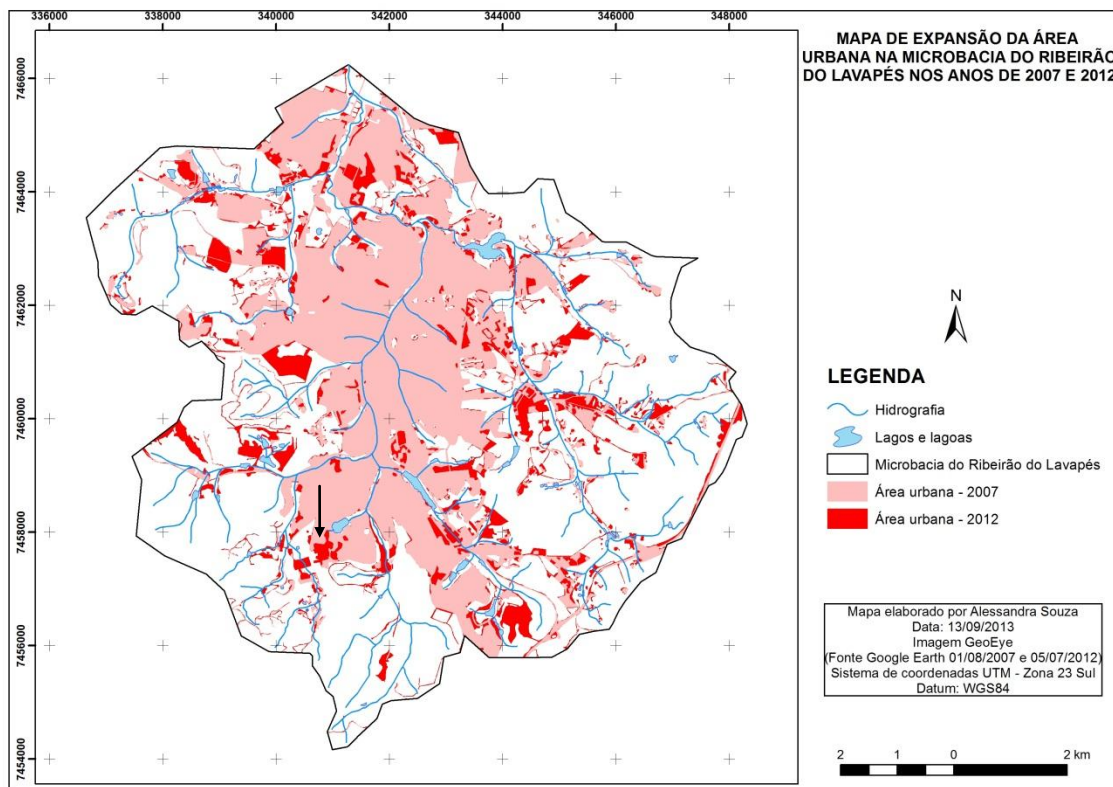 336000 338000 340000 342000 344000 346000 348000
7466000
7464000
7462000
7460000
7458000
7456000
7454000
MAPA DE EXPANSÃO DA ÁREA
URBANA NA MICROBACIA DO RIBEIRÃO
DO LAVAPÉS NOS ANOS DE 2007 E 2012
N
LEGENDA
Hidrografia
Lagos e lagoas
Microbacia do Ribeirão do Lavapés
Área urbana - 2007
Área urbana - 2012
Mapa elaborado por Alessandra Souza
Data: 13/09/2013
Imagem GeoEye
(Fonte Google Earth 01/08/2007 e 05/07/2012)
Sistema de coordenadas UTM - Zona 23 Sul
Datum: WGS84
2 1 0 2 km